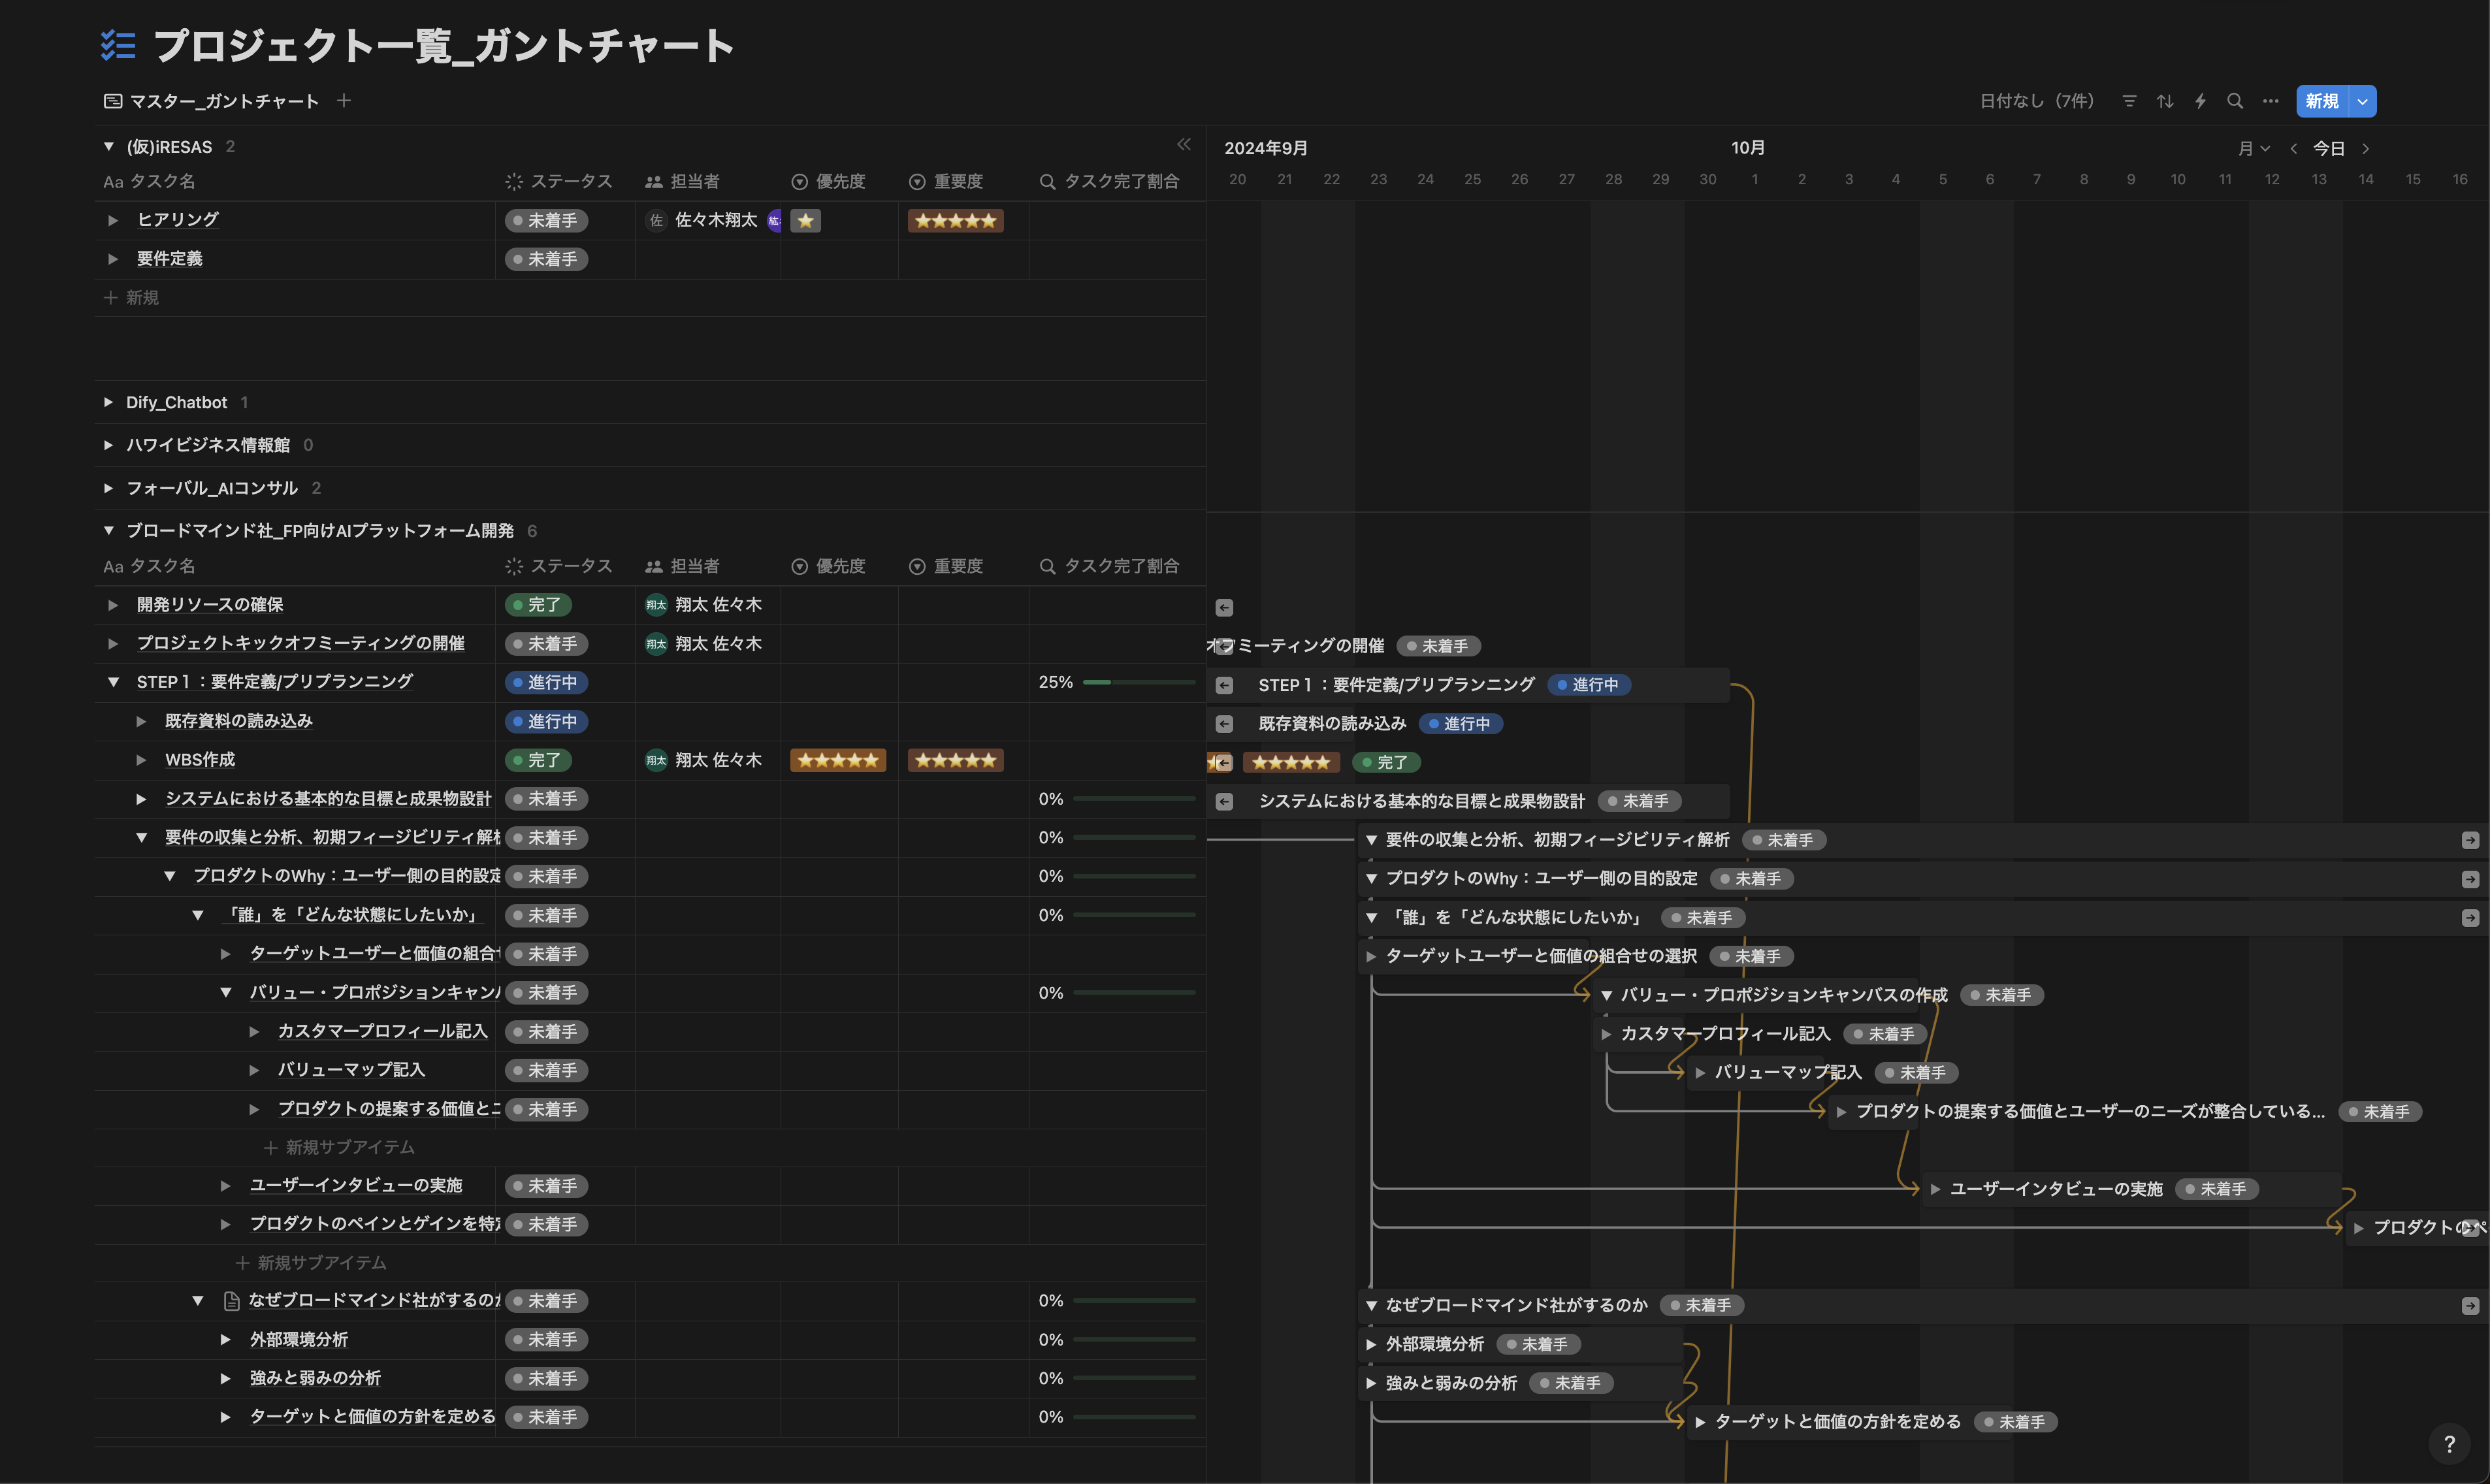 プロジェクト一覧_ガントチャート
マスター_ガントチャート
日付なし（7件）
新規
(仮)iRESAS 2
2024年9月 10月 月 今日
Aa タスク名 ステータス 担当者 優先度 重要度 タスク完了割合
20 21 22 23 24 25 26 27 28 29 30 1 2 3 4 5 6 7 8 9 10 11 12 13 14 15 16
ヒアリング 未着手 佐 佐々木翔太 ⭐ ⭐⭐⭐⭐⭐
要件定義 未着手
＋ 新規
Dify_Chatbot 1
ハワイビジネス情報館 0
フォーバル_AIコンサル 2
ブロードマインド社_FP向けAIプラットフォーム開発 6
Aa タスク名 ステータス 担当者 優先度 重要度 タスク完了割合
開発リソースの確保 完了 翔太 翔太 佐々木
プロジェクトキックオフミーティングの開催 未着手 翔太 翔太 佐々木
ミーティングの開催 未着手
STEP１：要件定義/プリプランニング 進行中 25%
STEP１：要件定義/プリプランニング 進行中
既存資料の読み込み 進行中
既存資料の読み込み 進行中
WBS作成 完了 翔太 翔太 佐々木 ⭐⭐⭐⭐⭐ ⭐⭐⭐⭐⭐
⭐⭐⭐⭐⭐ 完了
システムにおける基本的な目標と成果物設計 未着手 0%
システムにおける基本的な目標と成果物設計 未着手
要件の収集と分析、初期フィージビリティ解析 未着手 0%
要件の収集と分析、初期フィージビリティ解析 未着手
プロダクトのWhy：ユーザー側の目的設定 未着手 0%
プロダクトのWhy：ユーザー側の目的設定 未着手
「誰」を「どんな状態にしたいか」 未着手 0%
「誰」を「どんな状態にしたいか」 未着手
ターゲットユーザーと価値の組合せ 未着手
ターゲットユーザーと価値の組合せの選択 未着手
バリュー・プロポジションキャンバ 未着手 0%
バリュー・プロポジションキャンバスの作成 未着手
カスタマープロフィール記入 未着手
カスタマープロフィール記入 未着手
バリューマップ記入 未着手
バリューマップ記入 未着手
プロダクトの提案する価値とニ 未着手
プロダクトの提案する価値とユーザーのニーズが整合している... 未着手
＋ 新規サブアイテム
ユーザーインタビューの実施 未着手
ユーザーインタビューの実施 未着手
プロダクトのペインとゲインを特定 未着手
プロダクトのペ
＋ 新規サブアイテム
なぜブロードマインド社がするのか 未着手 0%
なぜブロードマインド社がするのか 未着手
外部環境分析 未着手 0%
外部環境分析 未着手
強みと弱みの分析 未着手 0%
強みと弱みの分析 未着手
ターゲットと価値の方針を定める 未着手 0%
ターゲットと価値の方針を定める 未着手
?